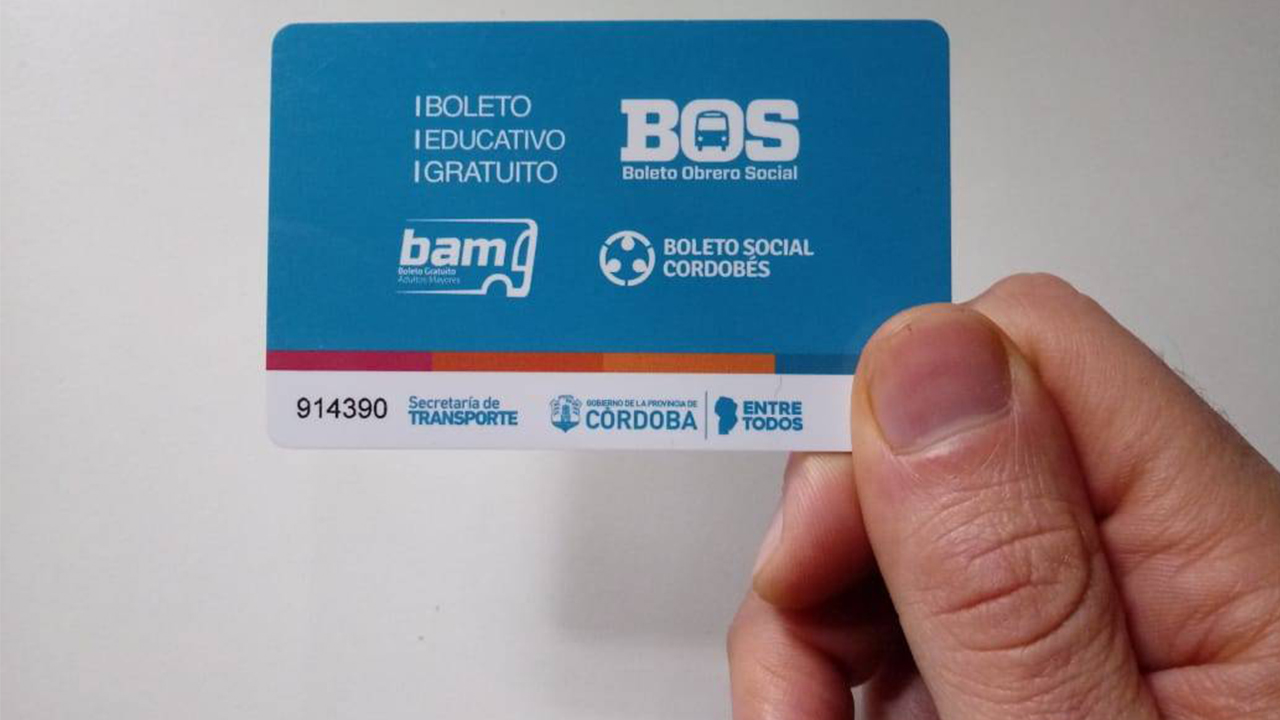 BOLETO
EDUCATIVO
GRATUITO
BOS
Boleto Obrero Social
bam
Boleto Gratuito
Adultos Mayores
BOLETO SOCIAL
CORDOBÉS
914390
Secretaría de
TRANSPORTE
GOBIERNO DE LA PROVINCIA DE
CÓRDOBA
ENTRE
TODOS